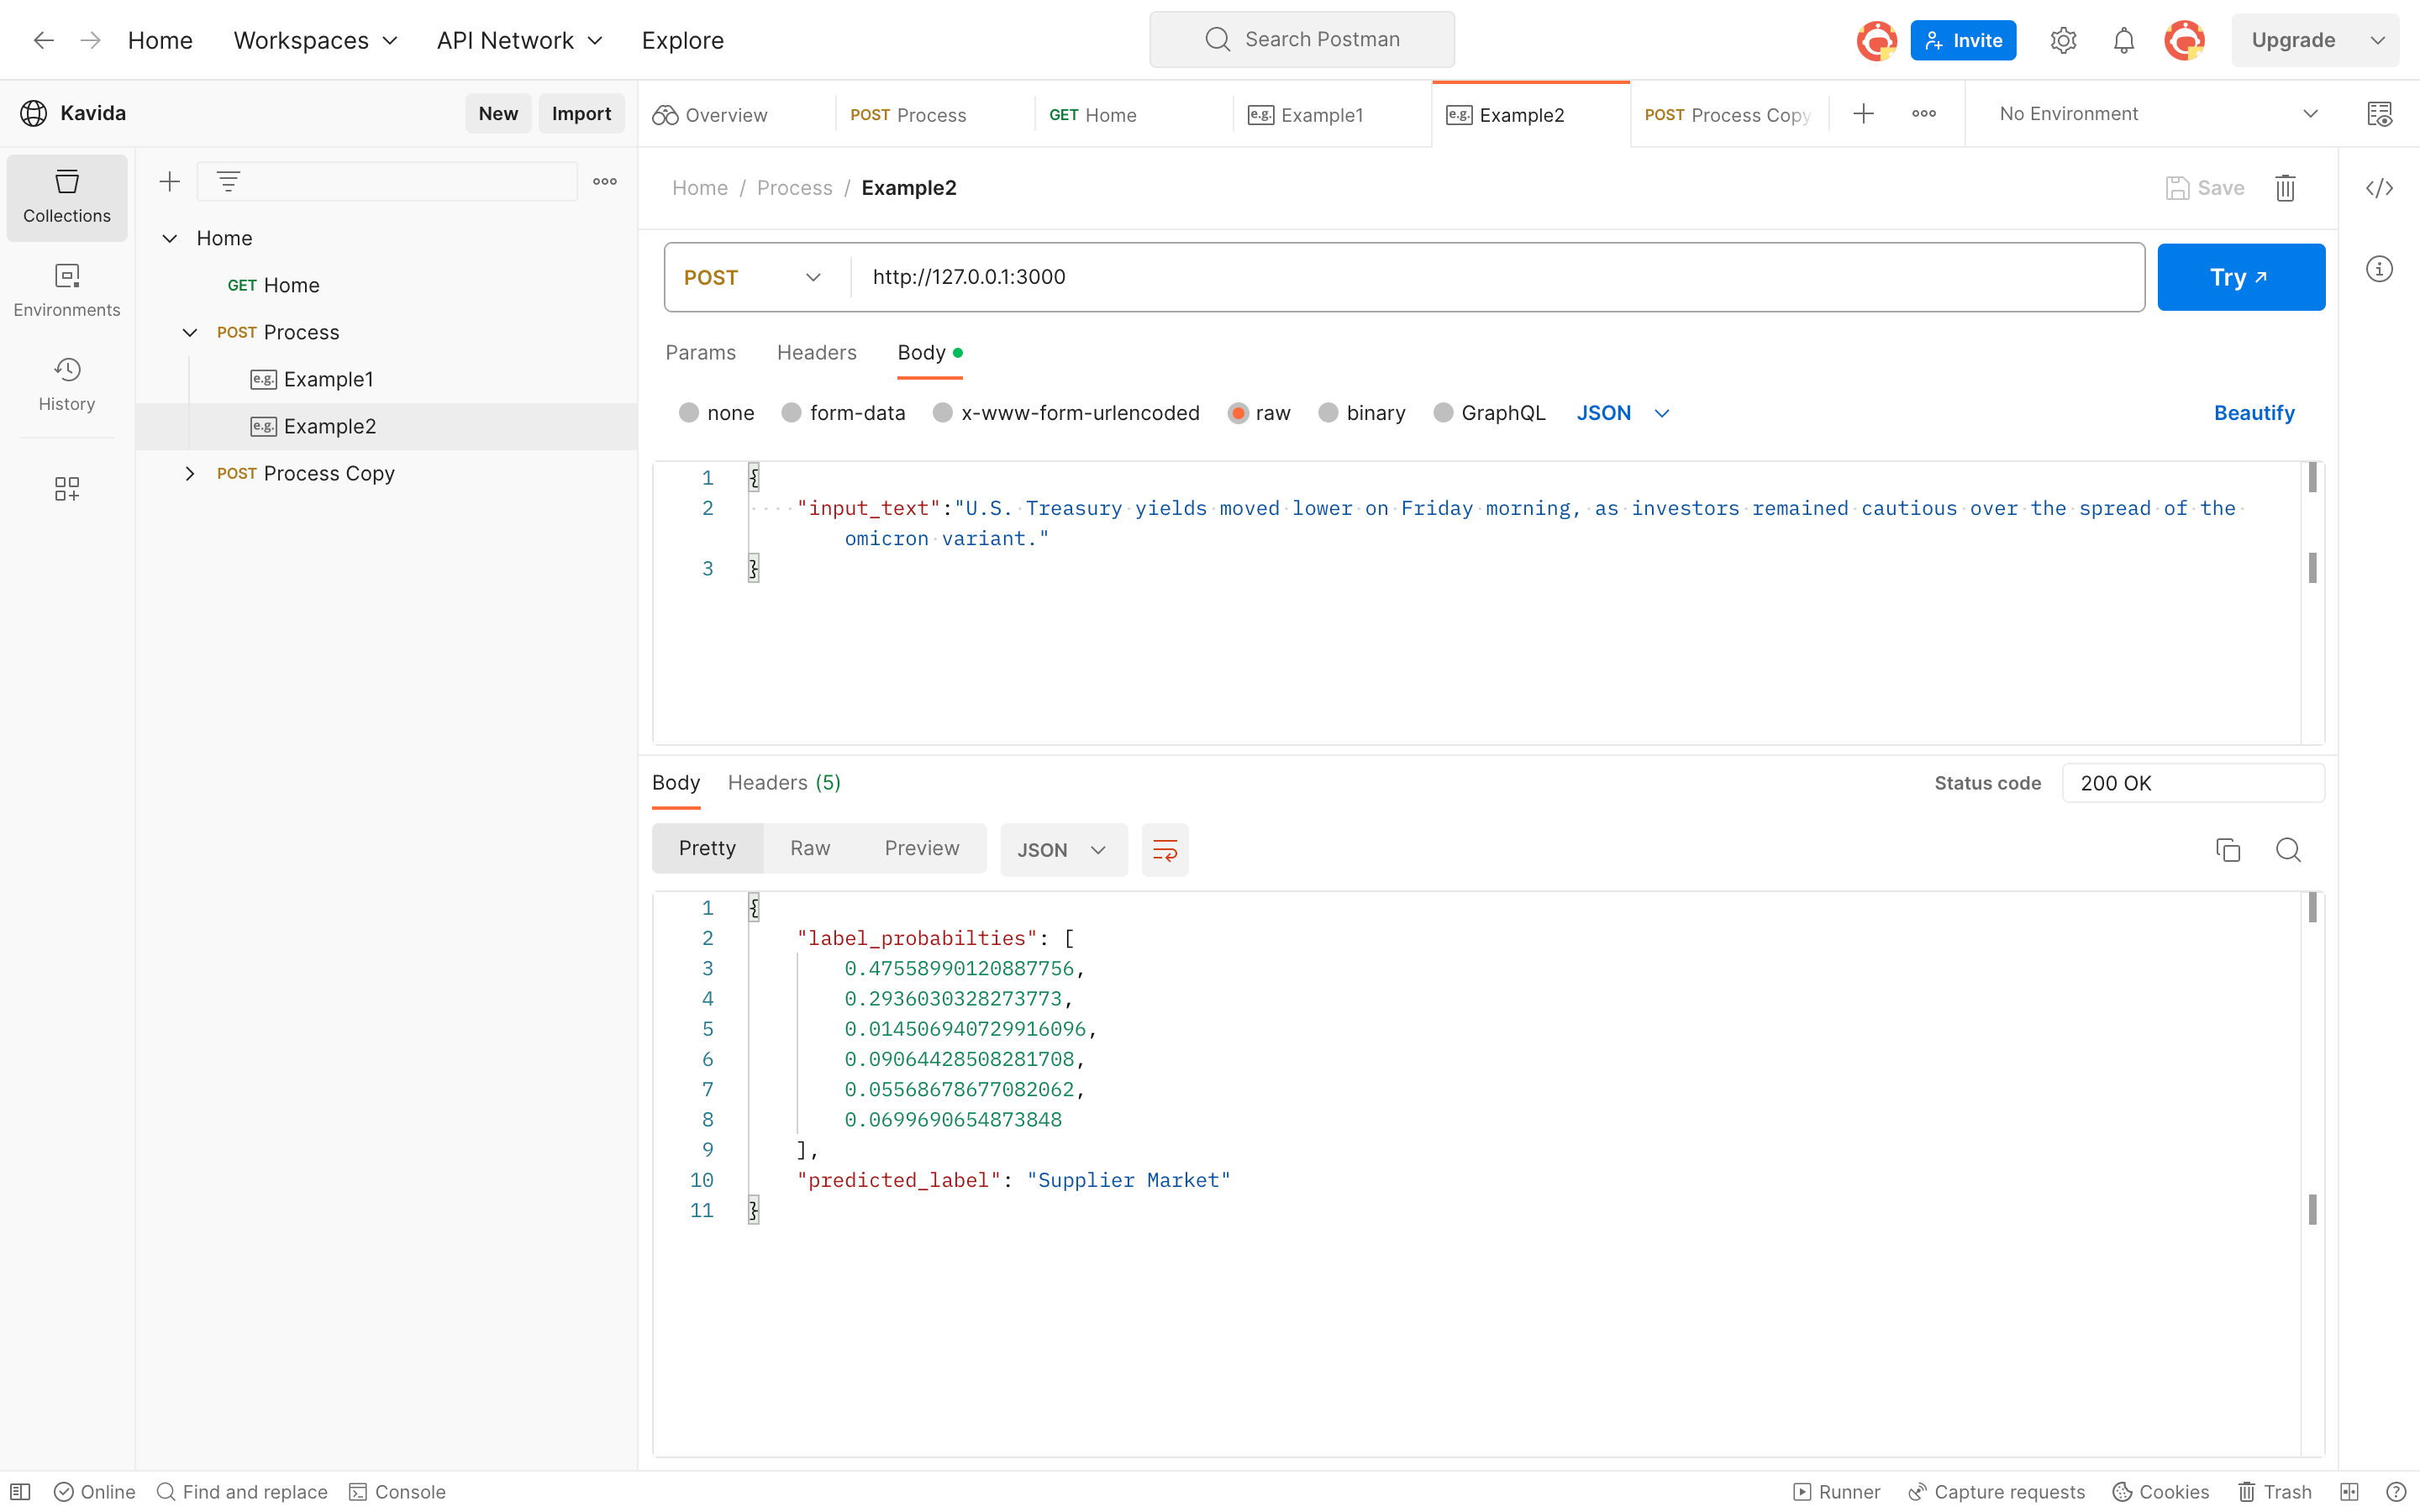 Home Workspaces API Network Explore Search Postman Invite Upgrade
Kavida New Import Overview POST Process GET Home e.g. Example1 e.g. Example2 POST Process Copy No Environment
Collections
Environments
History
Home
GET Home
POST Process
e.g. Example1
e.g. Example2
POST Process Copy
Home / Process / Example2 Save
POST http://127.0.0.1:3000 Try
Params Headers Body
none form-data x-www-form-urlencoded raw binary GraphQL JSON Beautify
1 {
2 "input_text":"U.S. Treasury yields moved lower on Friday morning, as investors remained cautious over the spread of the
omicron variant."
3 }
Body Headers (5) Status code 200 OK
Pretty Raw Preview JSON
1 {
2 "label_probabilties": [
3 0.47558990120887756,
4 0.2936030328273773,
5 0.014506940729916096,
6 0.09064428508281708,
7 0.05568678677082062,
8 0.0699690654873848
9 ],
10 "predicted_label": "Supplier Market"
11 }
Online Find and replace Console Runner Capture requests Cookies Trash